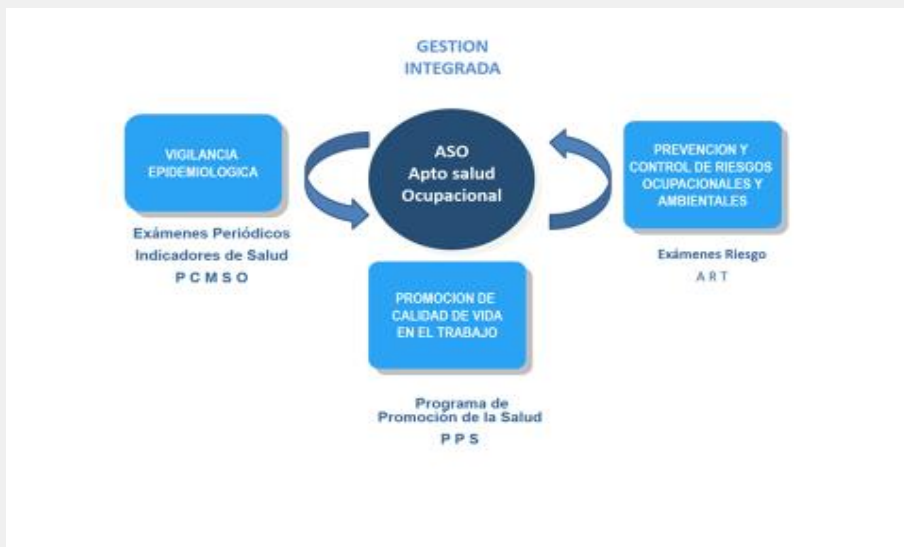 GESTION
INTEGRADA
VIGILANCIA
EPIDEMIOLOGICA
Exámenes Periódicos
Indicadores de Salud
P C M S O
ASO
Apto salud
Ocupacional
PREVENCION Y
CONTROL DE RIESGOS
OCUPACIONALES Y
AMBIENTALES
Exámenes Riesgo
A R T
PROMOCION DE
CALIDAD DE VIDA
EN EL TRABAJO
Programa de
Promoción de la Salud
P P S